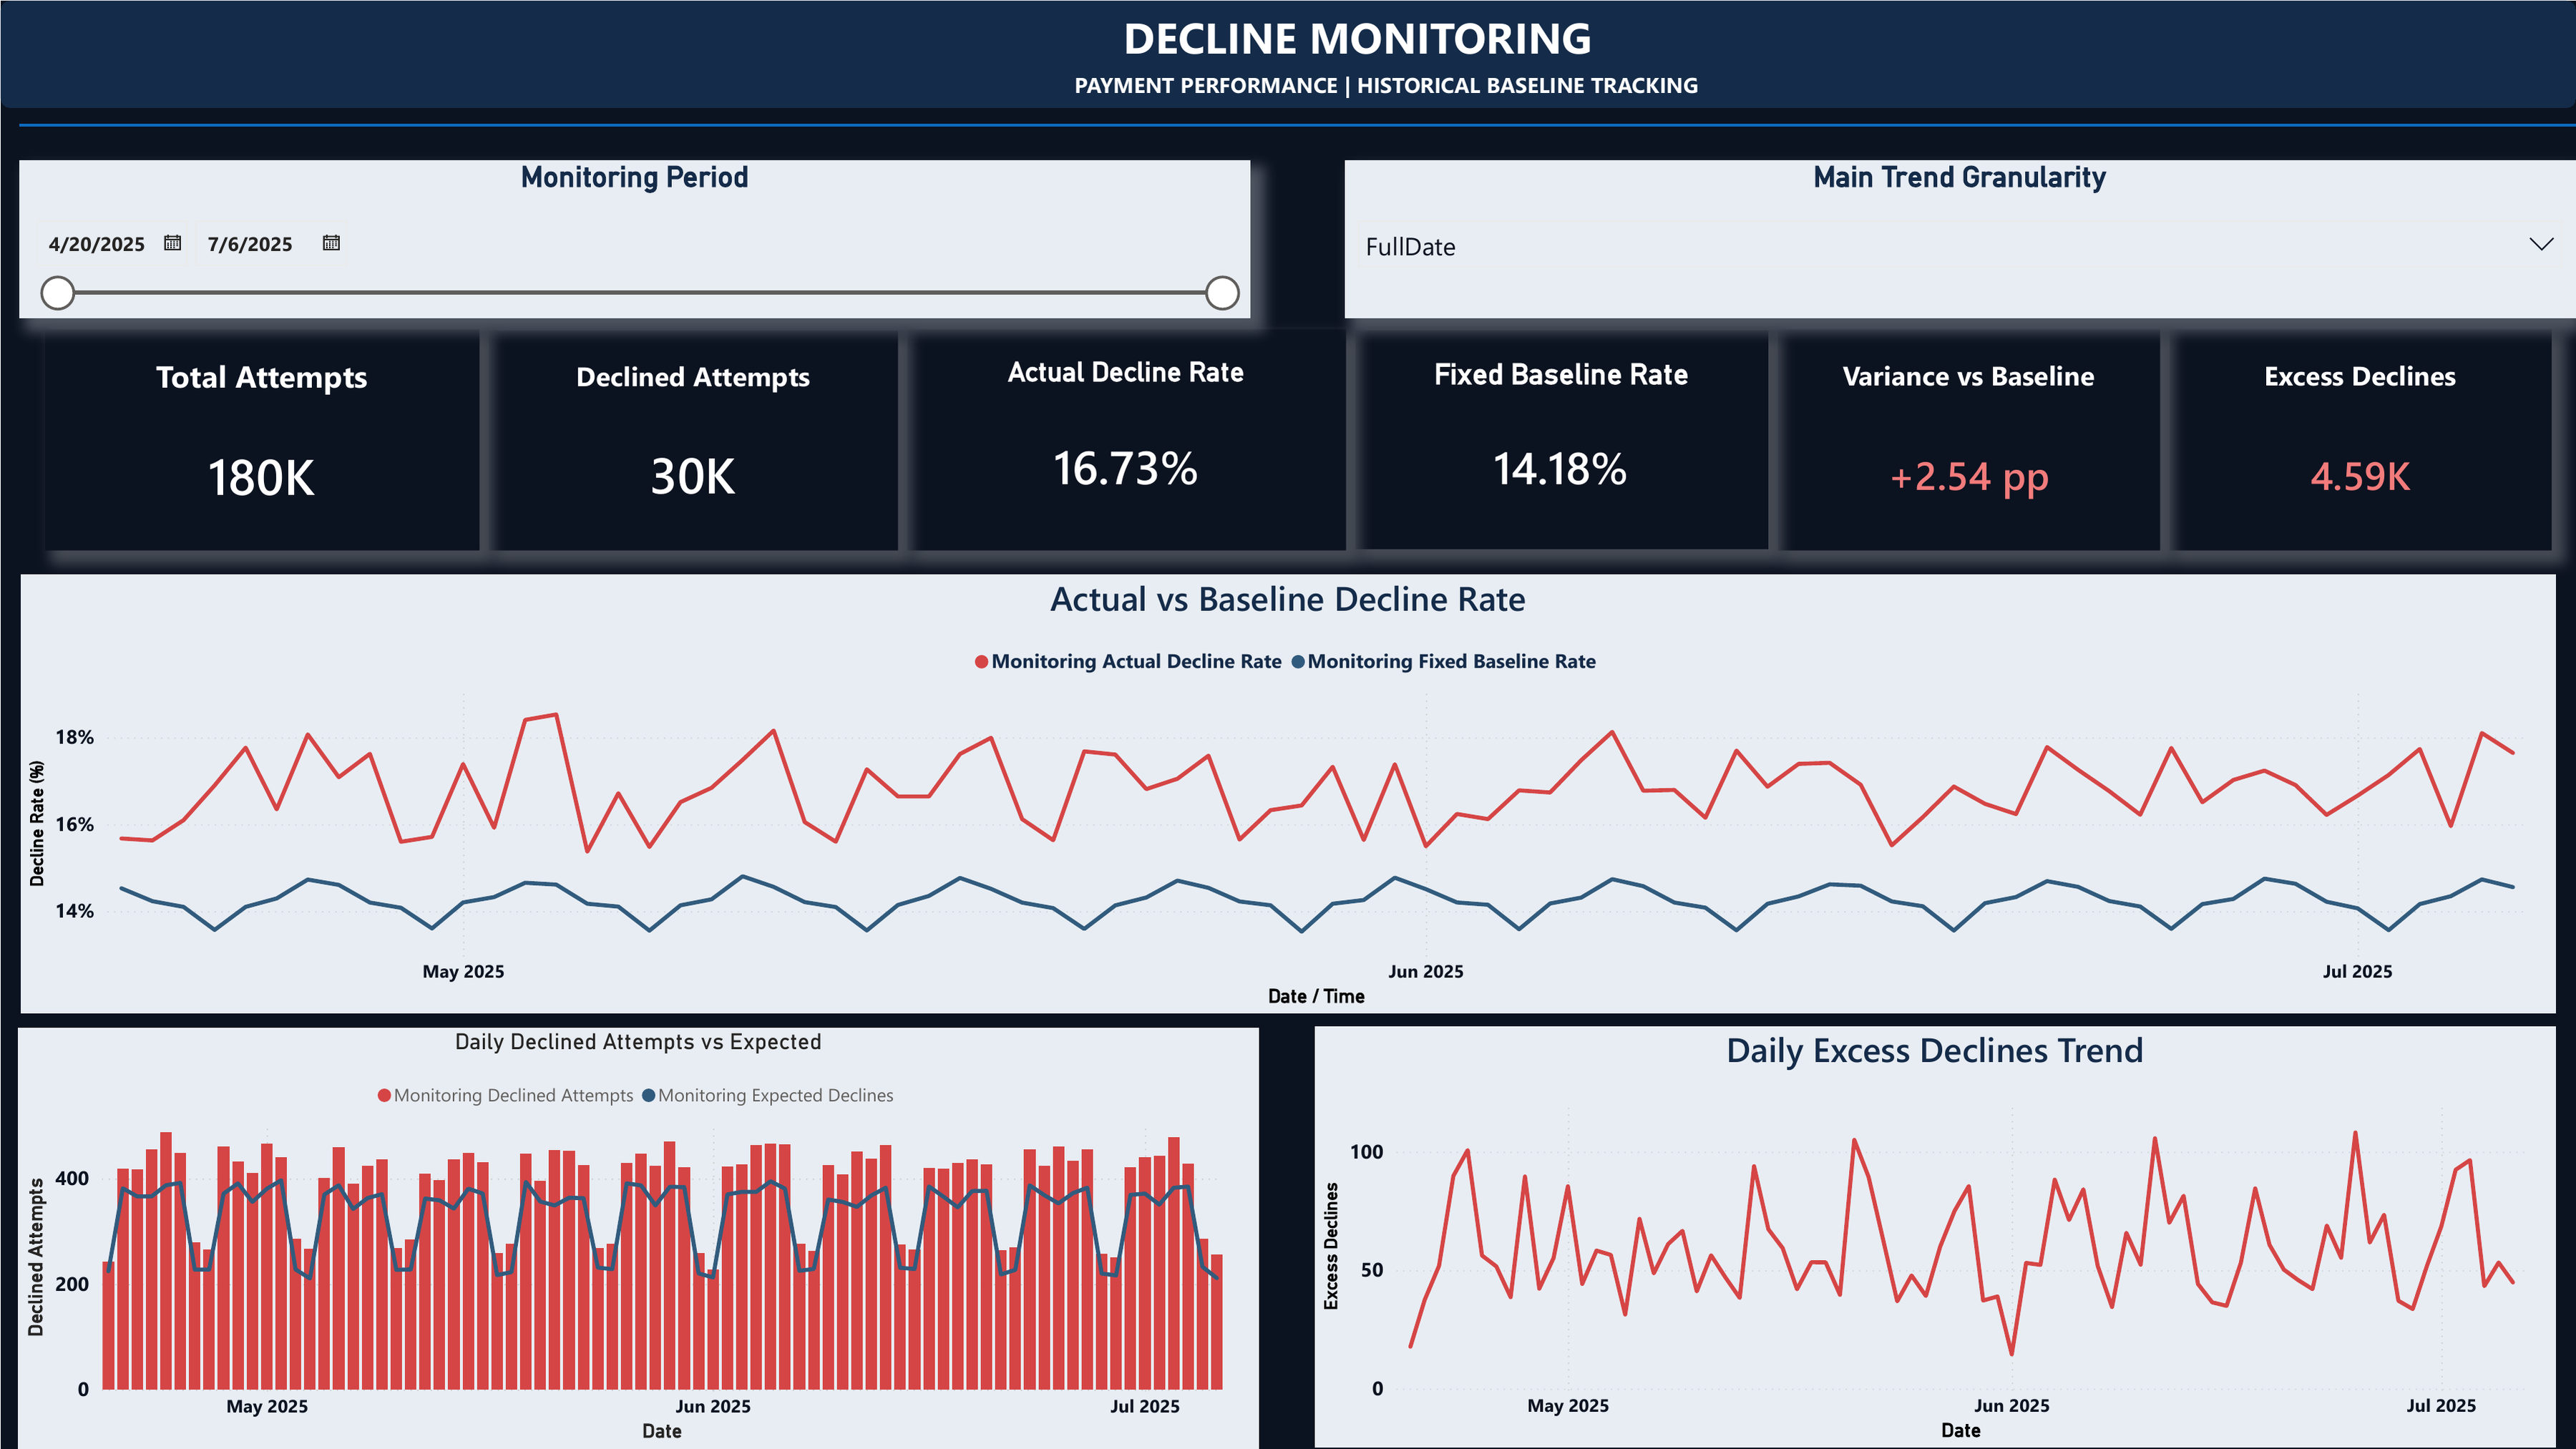 DECLINE MONITORING
PAYMENT PERFORMANCE | HISTORICAL BASELINE TRACKING
Monitoring Period
4/20/2025 7/6/2025
Main Trend Granularity
FullDate
Total Attempts
180K
Declined Attempts
30K
Actual Decline Rate
16.73%
Fixed Baseline Rate
14.18%
Variance vs Baseline
+2.54 pp
Excess Declines
4.59K
Actual vs Baseline Decline Rate
Monitoring Actual Decline Rate Monitoring Fixed Baseline Rate
Decline Rate (%)
18%
16%
14%
May 2025 Jun 2025 Jul 2025
Date / Time
Daily Declined Attempts vs Expected
Monitoring Declined Attempts Monitoring Expected Declines
Declined Attempts
400
200
0
May 2025 Jun 2025 Jul 2025
Date
Daily Excess Declines Trend
Excess Declines
100
50
0
May 2025 Jun 2025 Jul 2025
Date